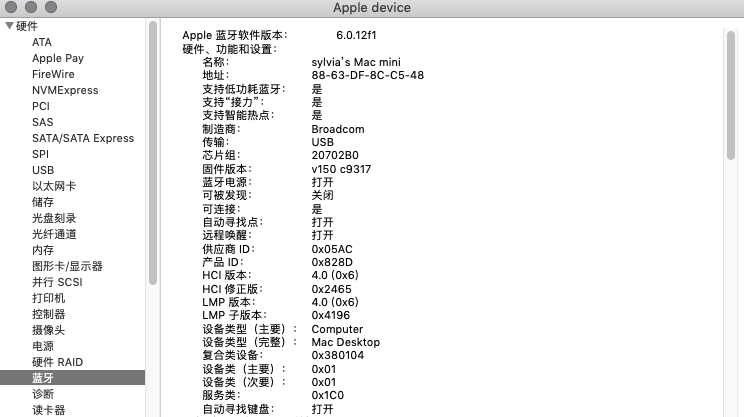 Apple device
硬件
ATA
Apple Pay
FireWire
NVMExpress
PCI
SAS
SATA/SATA Express
SPI
USB
以太网卡
储存
光盘刻录
光纤通道
内存
图形卡/显示器
并行 SCSI
打印机
控制器
摄像头
电源
硬件 RAID
蓝牙
诊断
读卡器
Apple 蓝牙软件版本： 6.0.12f1
硬件、功能和设置：
名称： sylvia's Mac mini
地址： 88-63-DF-8C-C5-48
支持低功耗蓝牙： 是
支持“接力”： 是
支持智能热点： 是
制造商： Broadcom
传输： USB
芯片组： 20702B0
固件版本： v150 c9317
蓝牙电源： 打开
可被发现： 关闭
可连接： 是
自动寻找点： 打开
远程唤醒： 打开
供应商 ID： 0x05AC
产品 ID： 0x828D
HCI 版本： 4.0 (0x6)
HCI 修正版： 0x2465
LMP 版本： 4.0 (0x6)
LMP 子版本： 0x4196
设备类型（主要）： Computer
设备类型（完整）： Mac Desktop
复合类设备： 0x380104
设备类（主要）： 0x01
设备类（次要）： 0x01
服务类： 0x1C0
自动寻找键盘： 打开